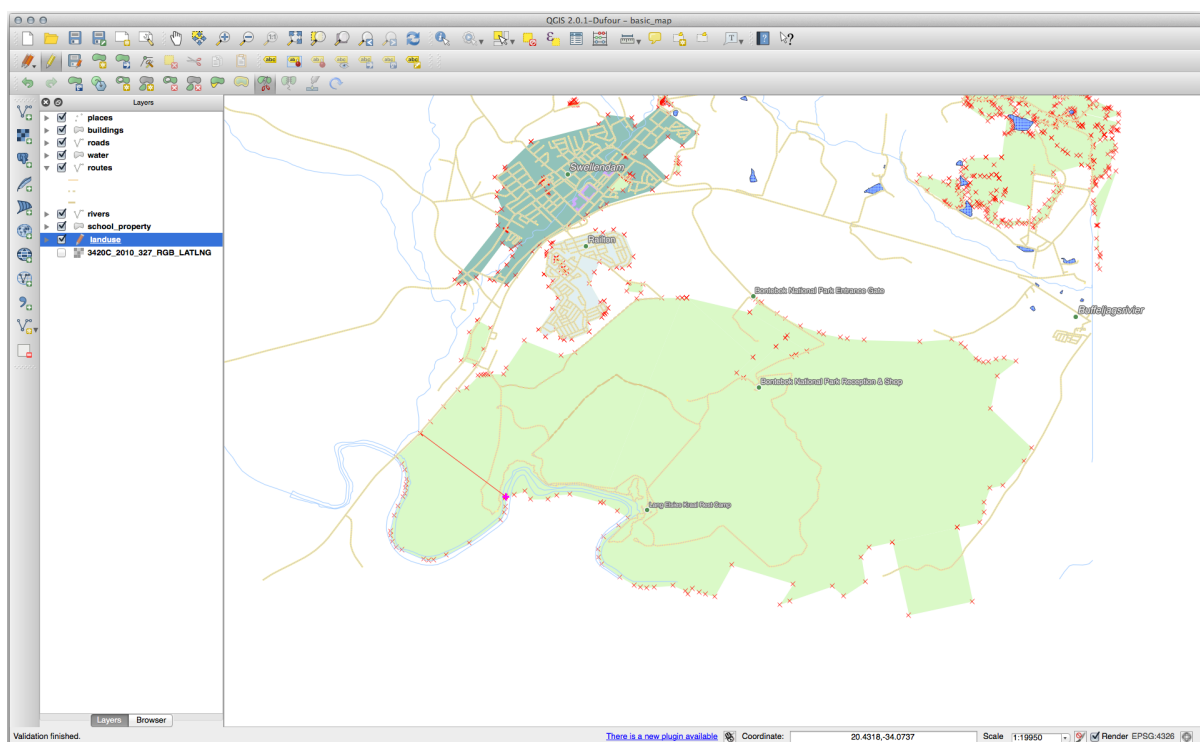 QGIS 2.0.1-Dufour – basic_map
Layers
places
buildings
roads
water
routes
rivers
school_property
landuse
3420C_2010_327_RGB_LATLNG
Swellendam
Railton
Bontebok National Park Entrance Gate
Buffeljagsrivier
Bontebok National Park Reception & Shop
Lang Elsies Kraal Rest Camp
Layers Browser
Validation finished. There is a new plugin available Coordinate: 20.4318,-34.0737 Scale 1:19950 Render EPSG:4326